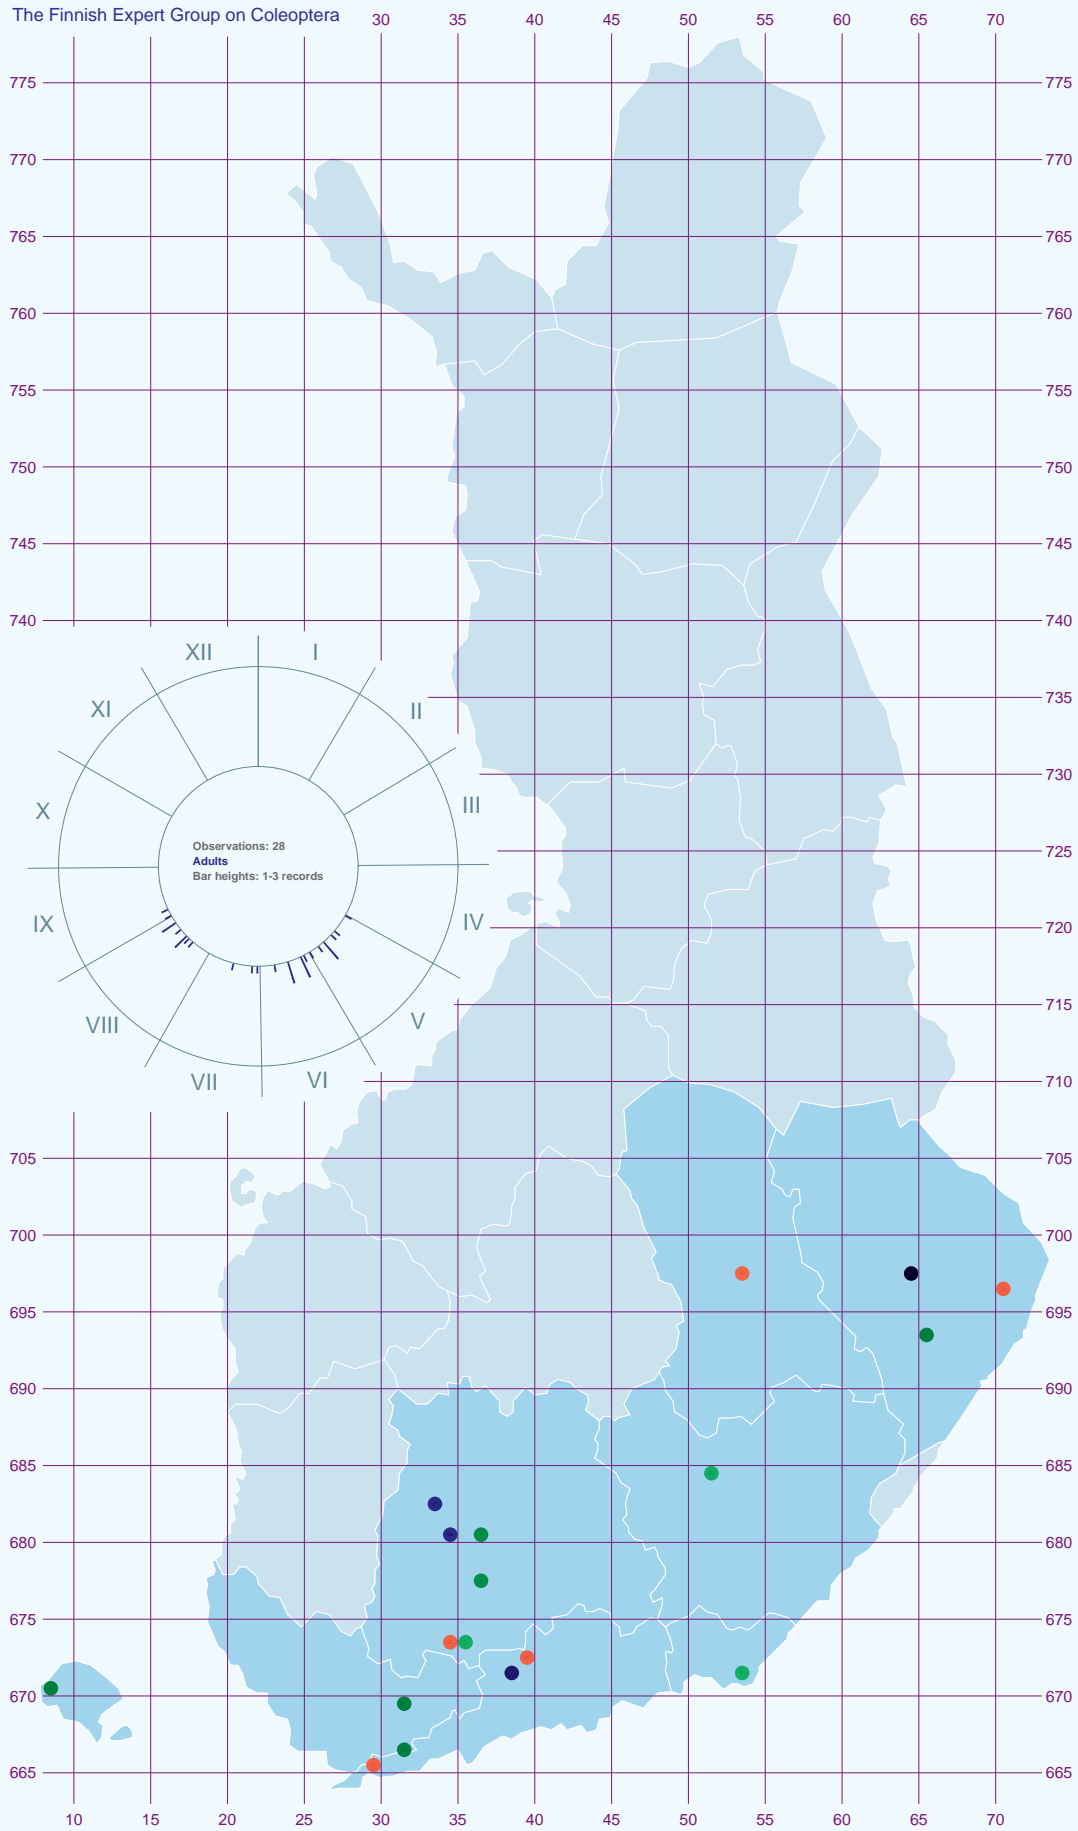 The Finnish Expert Group on Coleoptera
30 35 40 45 50 55 60 65 70
775 775
770 770
765 765
760 760
755 755
750 750
745 745
740 740
XII I
XI II
735
730
X III
Observations: 28
Adults
Bar heights: 1-3 records
725
IX IV
720
715
VIII V
VII VI
710
705 705
700 700
695 695
690 690
685 685
680 680
675 675
670 670
665 665
10 15 20 25 30 35 40 45 50 55 60 65 70